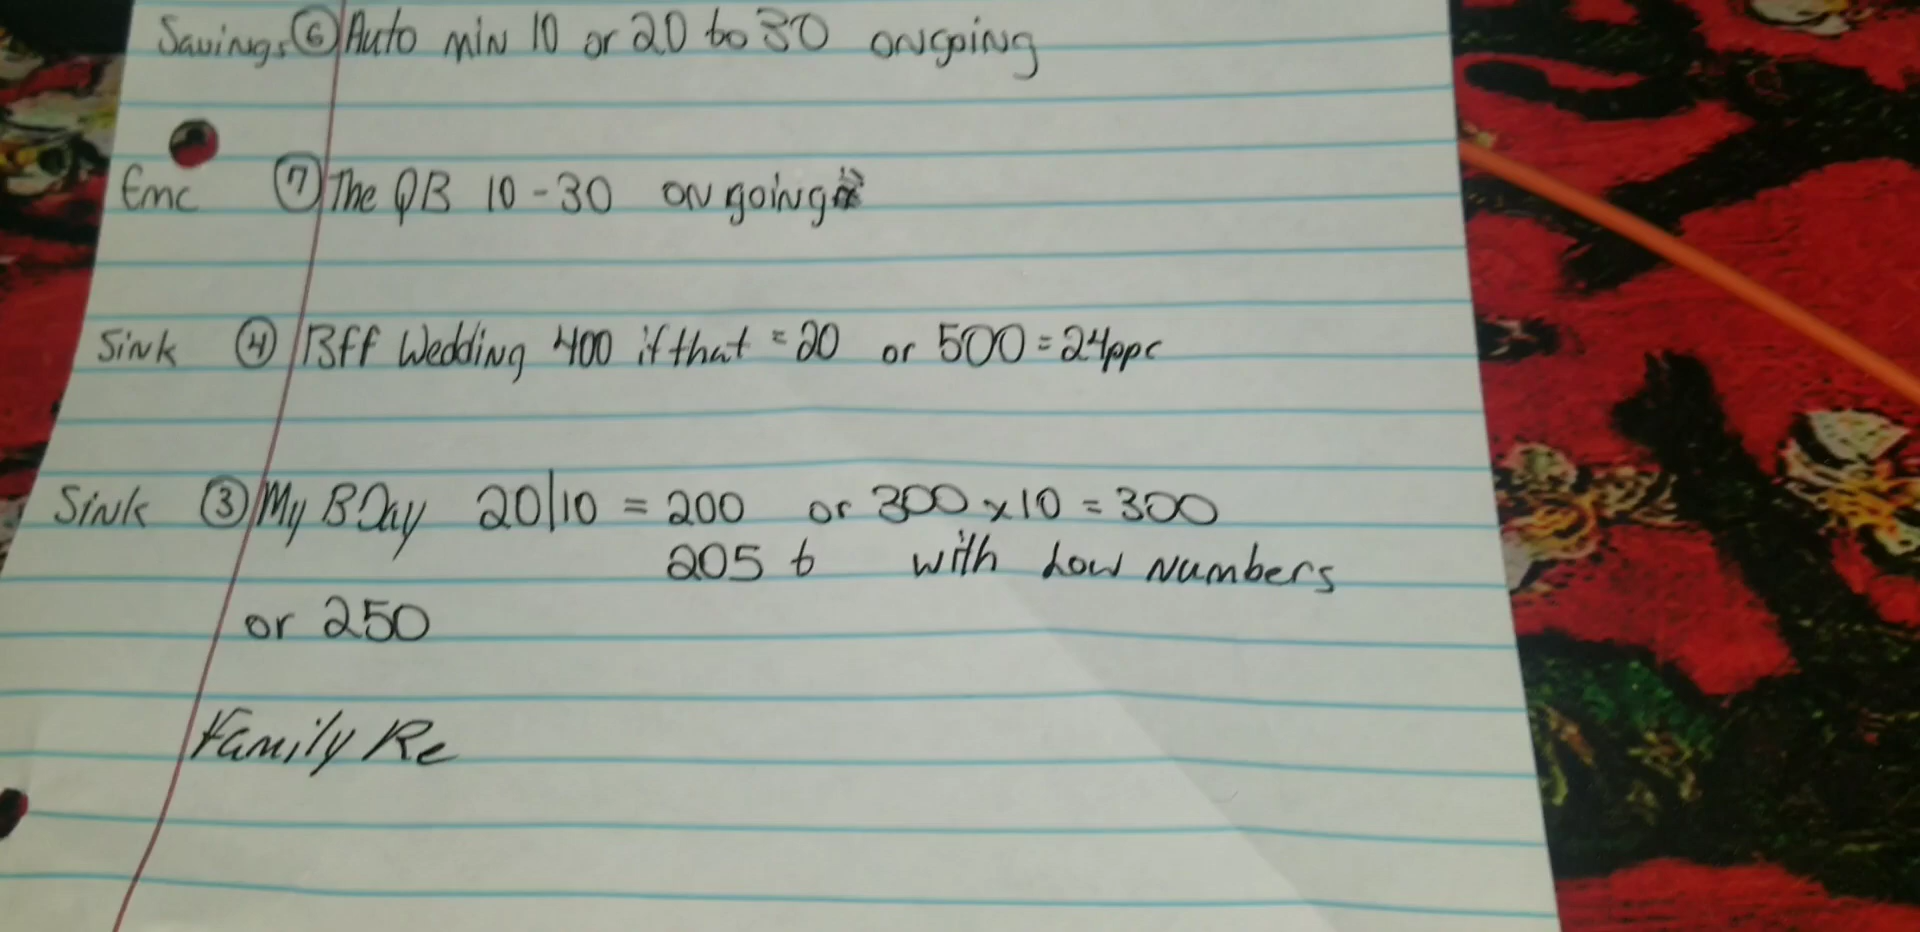 Savings ⑥ Auto min 10 or 20 to 30 ongoing
Emc ⑦ The QB 10-30 ongoing
Sink ④ Bff Wedding 400 if that = 20 or 500 = 24ppc
Sink ③ My BDay 20|10 = 200 or 300 x 10 = 300
205 t with Low Numbers
or 250
Family Re